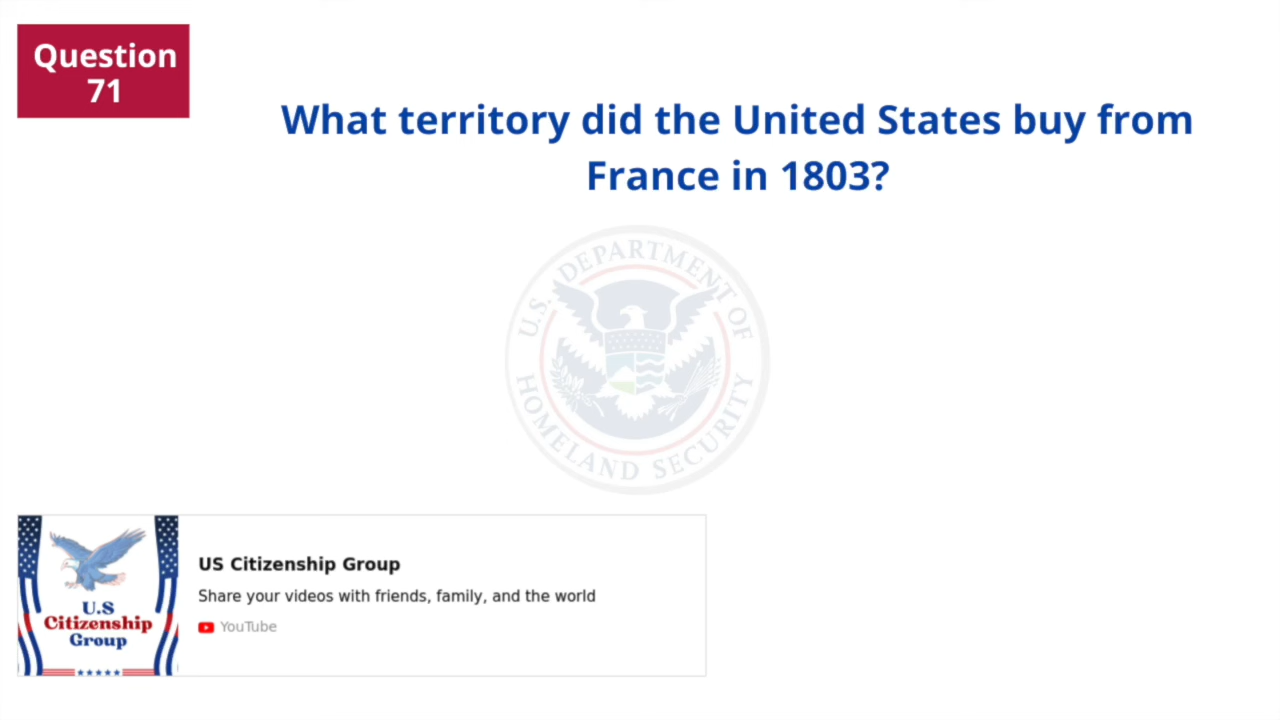 Question
71
What territory did the United States buy from
France in 1803?
U.S. DEPARTMENT OF
HOMELAND SECURITY
U.S
Citizenship
Group
US Citizenship Group
Share your videos with friends, family, and the world
YouTube